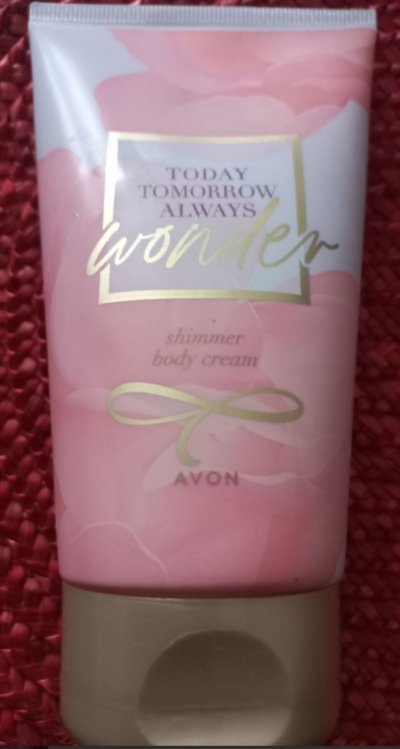 TODAY
TOMORROW
ALWAYS
wonder
shimmer
body cream
AVON